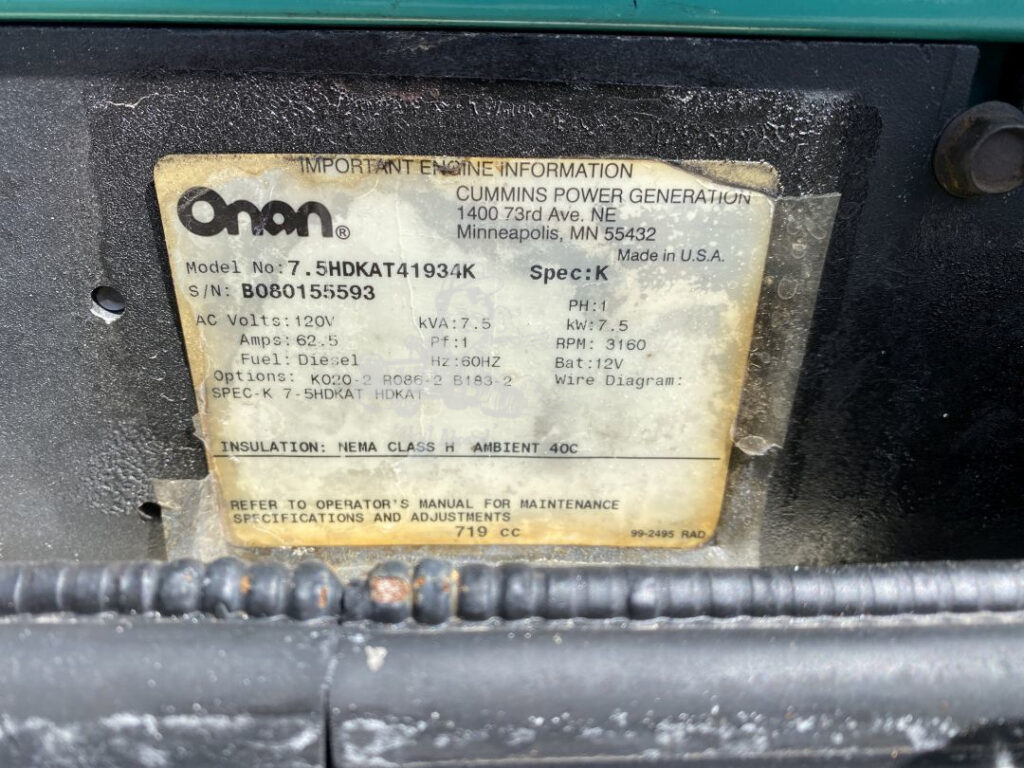 IMPORTANT ENGINE INFORMATION
Onan®
CUMMINS POWER GENERATION
1400 73rd Ave. NE
Minneapolis, MN 55432
Made in U.S.A.
Model No: 7.5HDKAT41934K Spec:K
S/N: B080155593
PH:1
AC Volts:120V kVA:7.5 kW:7.5
Amps:62.5 Pf:1 RPM: 3160
Fuel: Diesel Hz:60HZ Bat:12V
Options: K020-2 R086-2 B183-2 Wire Diagram:
SPEC-K 7-5HDKAT HDKAT
INSULATION: NEMA CLASS H AMBIENT 40C
REFER TO OPERATOR'S MANUAL FOR MAINTENANCE
SPECIFICATIONS AND ADJUSTMENTS
719 cc
99-2495 RAD